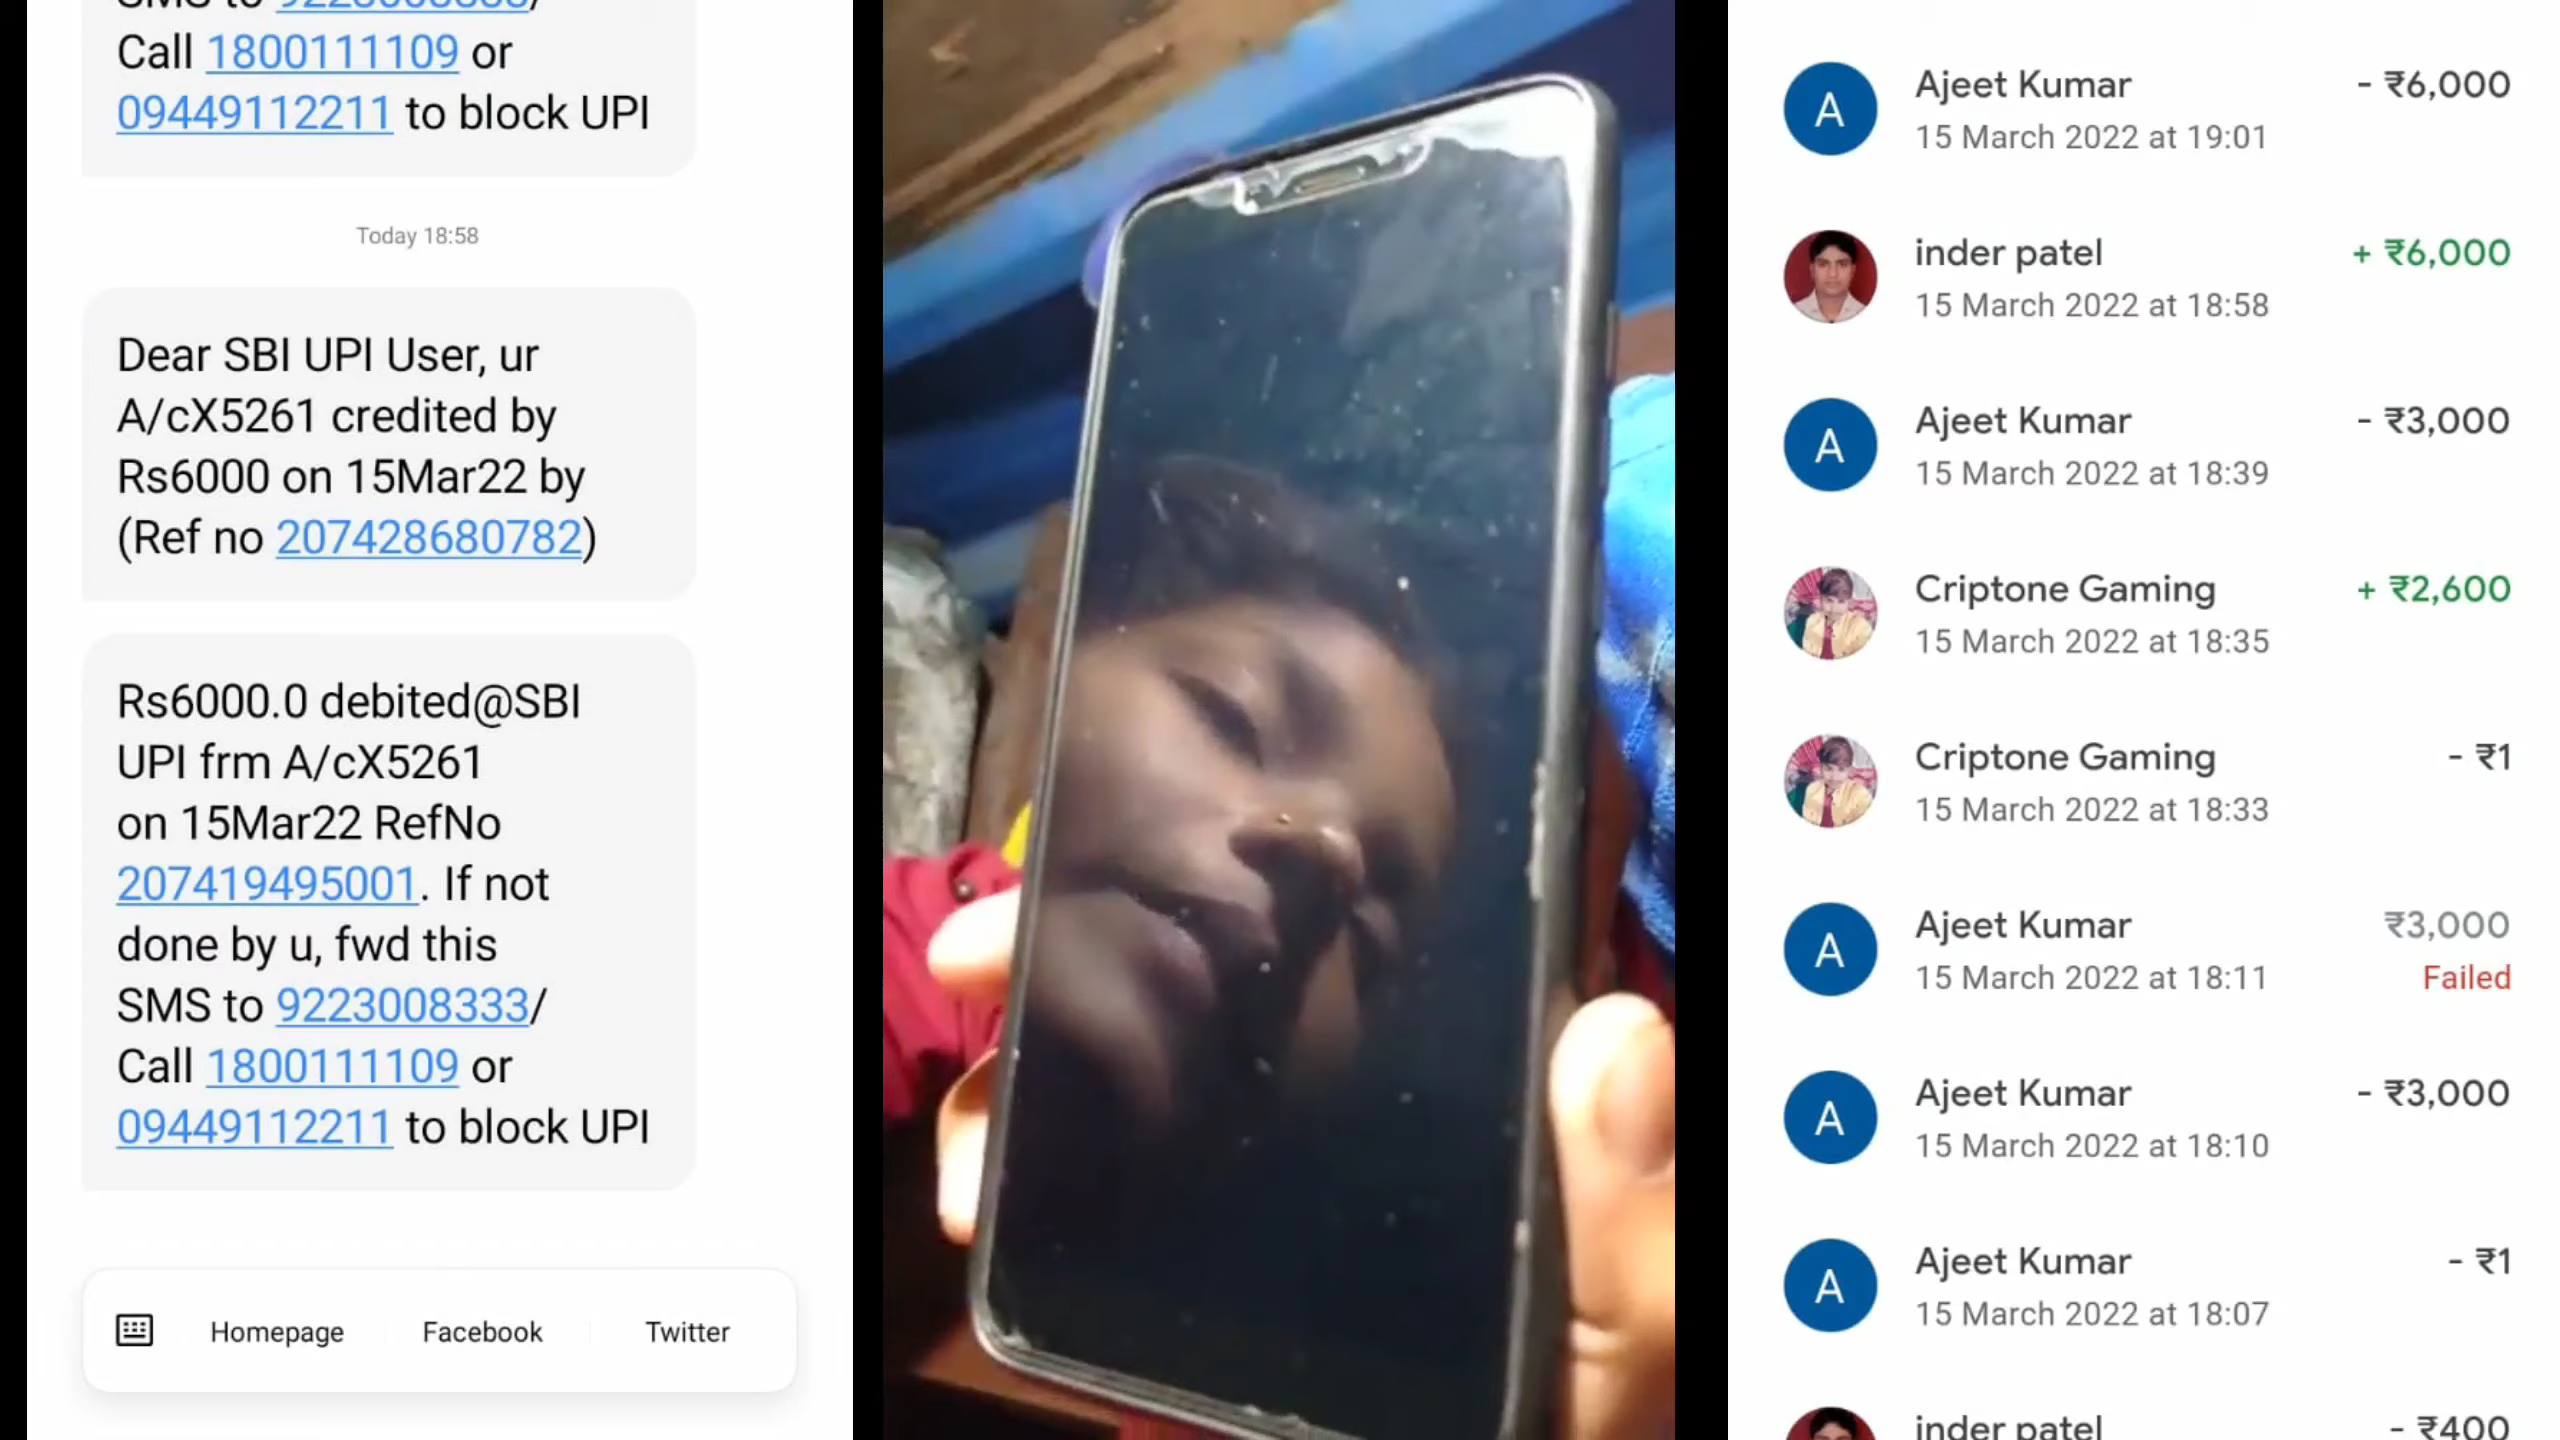 SMS to 9223008333/
Call 1800111109 or
09449112211 to block UPI
Today 18:58
Dear SBI UPI User, ur
A/cX5261 credited by
Rs6000 on 15Mar22 by
(Ref no 207428680782)
Rs6000.0 debited@SBI
UPI frm A/cX5261
on 15Mar22 RefNo
207419495001. If not
done by u, fwd this
SMS to 9223008333/
Call 1800111109 or
09449112211 to block UPI
Homepage Facebook Twitter
A Ajeet Kumar - ₹6,000
15 March 2022 at 19:01
inder patel + ₹6,000
15 March 2022 at 18:58
A Ajeet Kumar - ₹3,000
15 March 2022 at 18:39
Criptone Gaming + ₹2,600
15 March 2022 at 18:35
Criptone Gaming - ₹1
15 March 2022 at 18:33
A Ajeet Kumar ₹3,000
15 March 2022 at 18:11 Failed
A Ajeet Kumar - ₹3,000
15 March 2022 at 18:10
A Ajeet Kumar - ₹1
15 March 2022 at 18:07
inder patel - ₹400